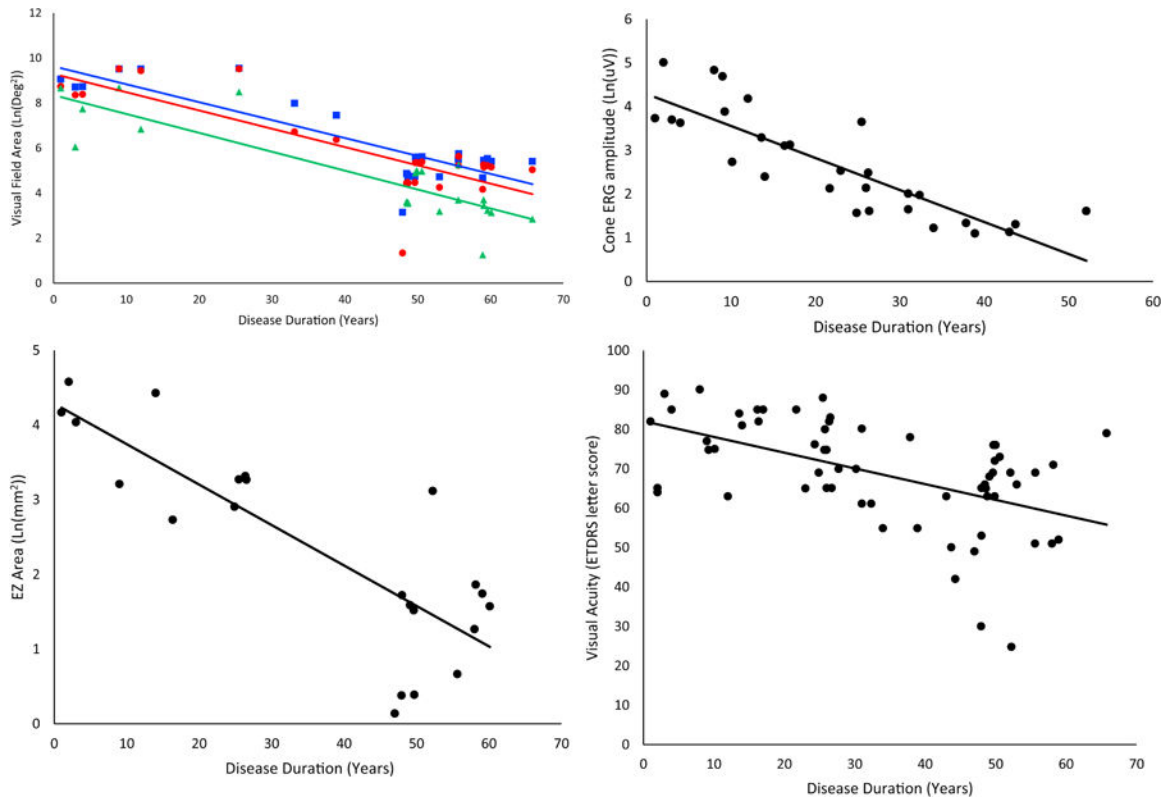 Visual Field Area (Ln(Deg²))
12
10
8
6
4
2
0
0 10 20 30 40 50 60 70
Disease Duration (Years)
Cone ERG amplitude (Ln(uV))
6
5
4
3
2
1
0
0 10 20 30 40 50 60
Disease Duration (Years)
EZ Area (Ln(mm²))
5
4
3
2
1
0
0 10 20 30 40 50 60 70
Disease Duration (Years)
Visual Acuity (ETDRS letter score)
100
90
80
70
60
50
40
30
20
10
0
0 10 20 30 40 50 60 70
Disease Duration (Years)